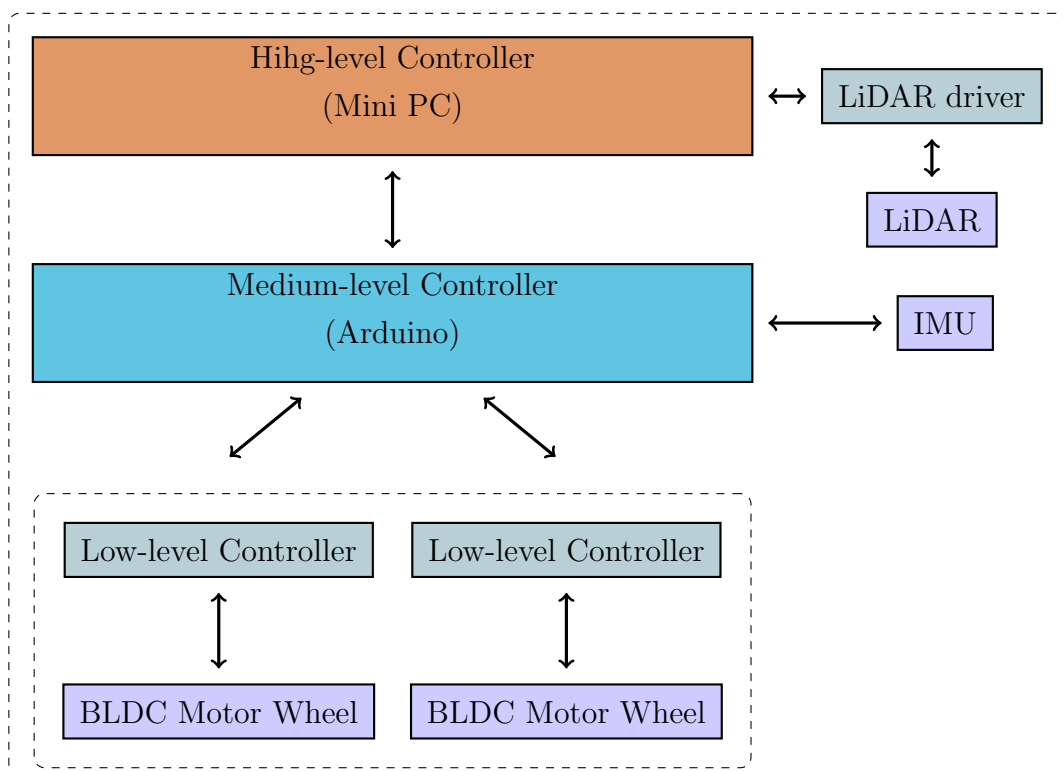 Hihg-level Controller
(Mini PC)
LiDAR driver
LiDAR
Medium-level Controller
(Arduino)
IMU
Low-level Controller
Low-level Controller
BLDC Motor Wheel
BLDC Motor Wheel